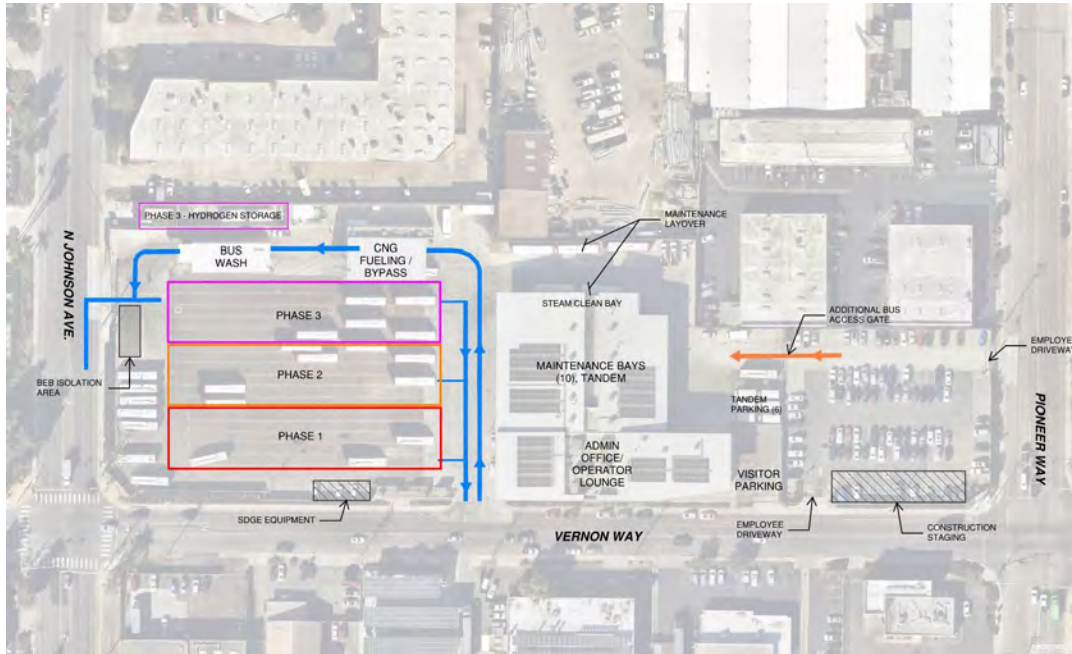 PHASE 3 - HYDROGEN STORAGE
MAINTENANCE
LAYOVER
N JOHNSON AVE.
BUS
WASH
CNG
FUELING /
BYPASS
STEAM CLEAN BAY
PHASE 3
ADDITIONAL BUS
ACCESS GATE
EMPLOYEE
DRIVEWAY
BEB ISOLATION
AREA
PHASE 2
MAINTENANCE BAYS
(10), TANDEM
TANDEM
PARKING (6)
PIONEER WAY
PHASE 1
ADMIN
OFFICE/
OPERATOR
LOUNGE
VISITOR
PARKING
SDGE EQUIPMENT
VERNON WAY
EMPLOYEE
DRIVEWAY
CONSTRUCTION
STAGING